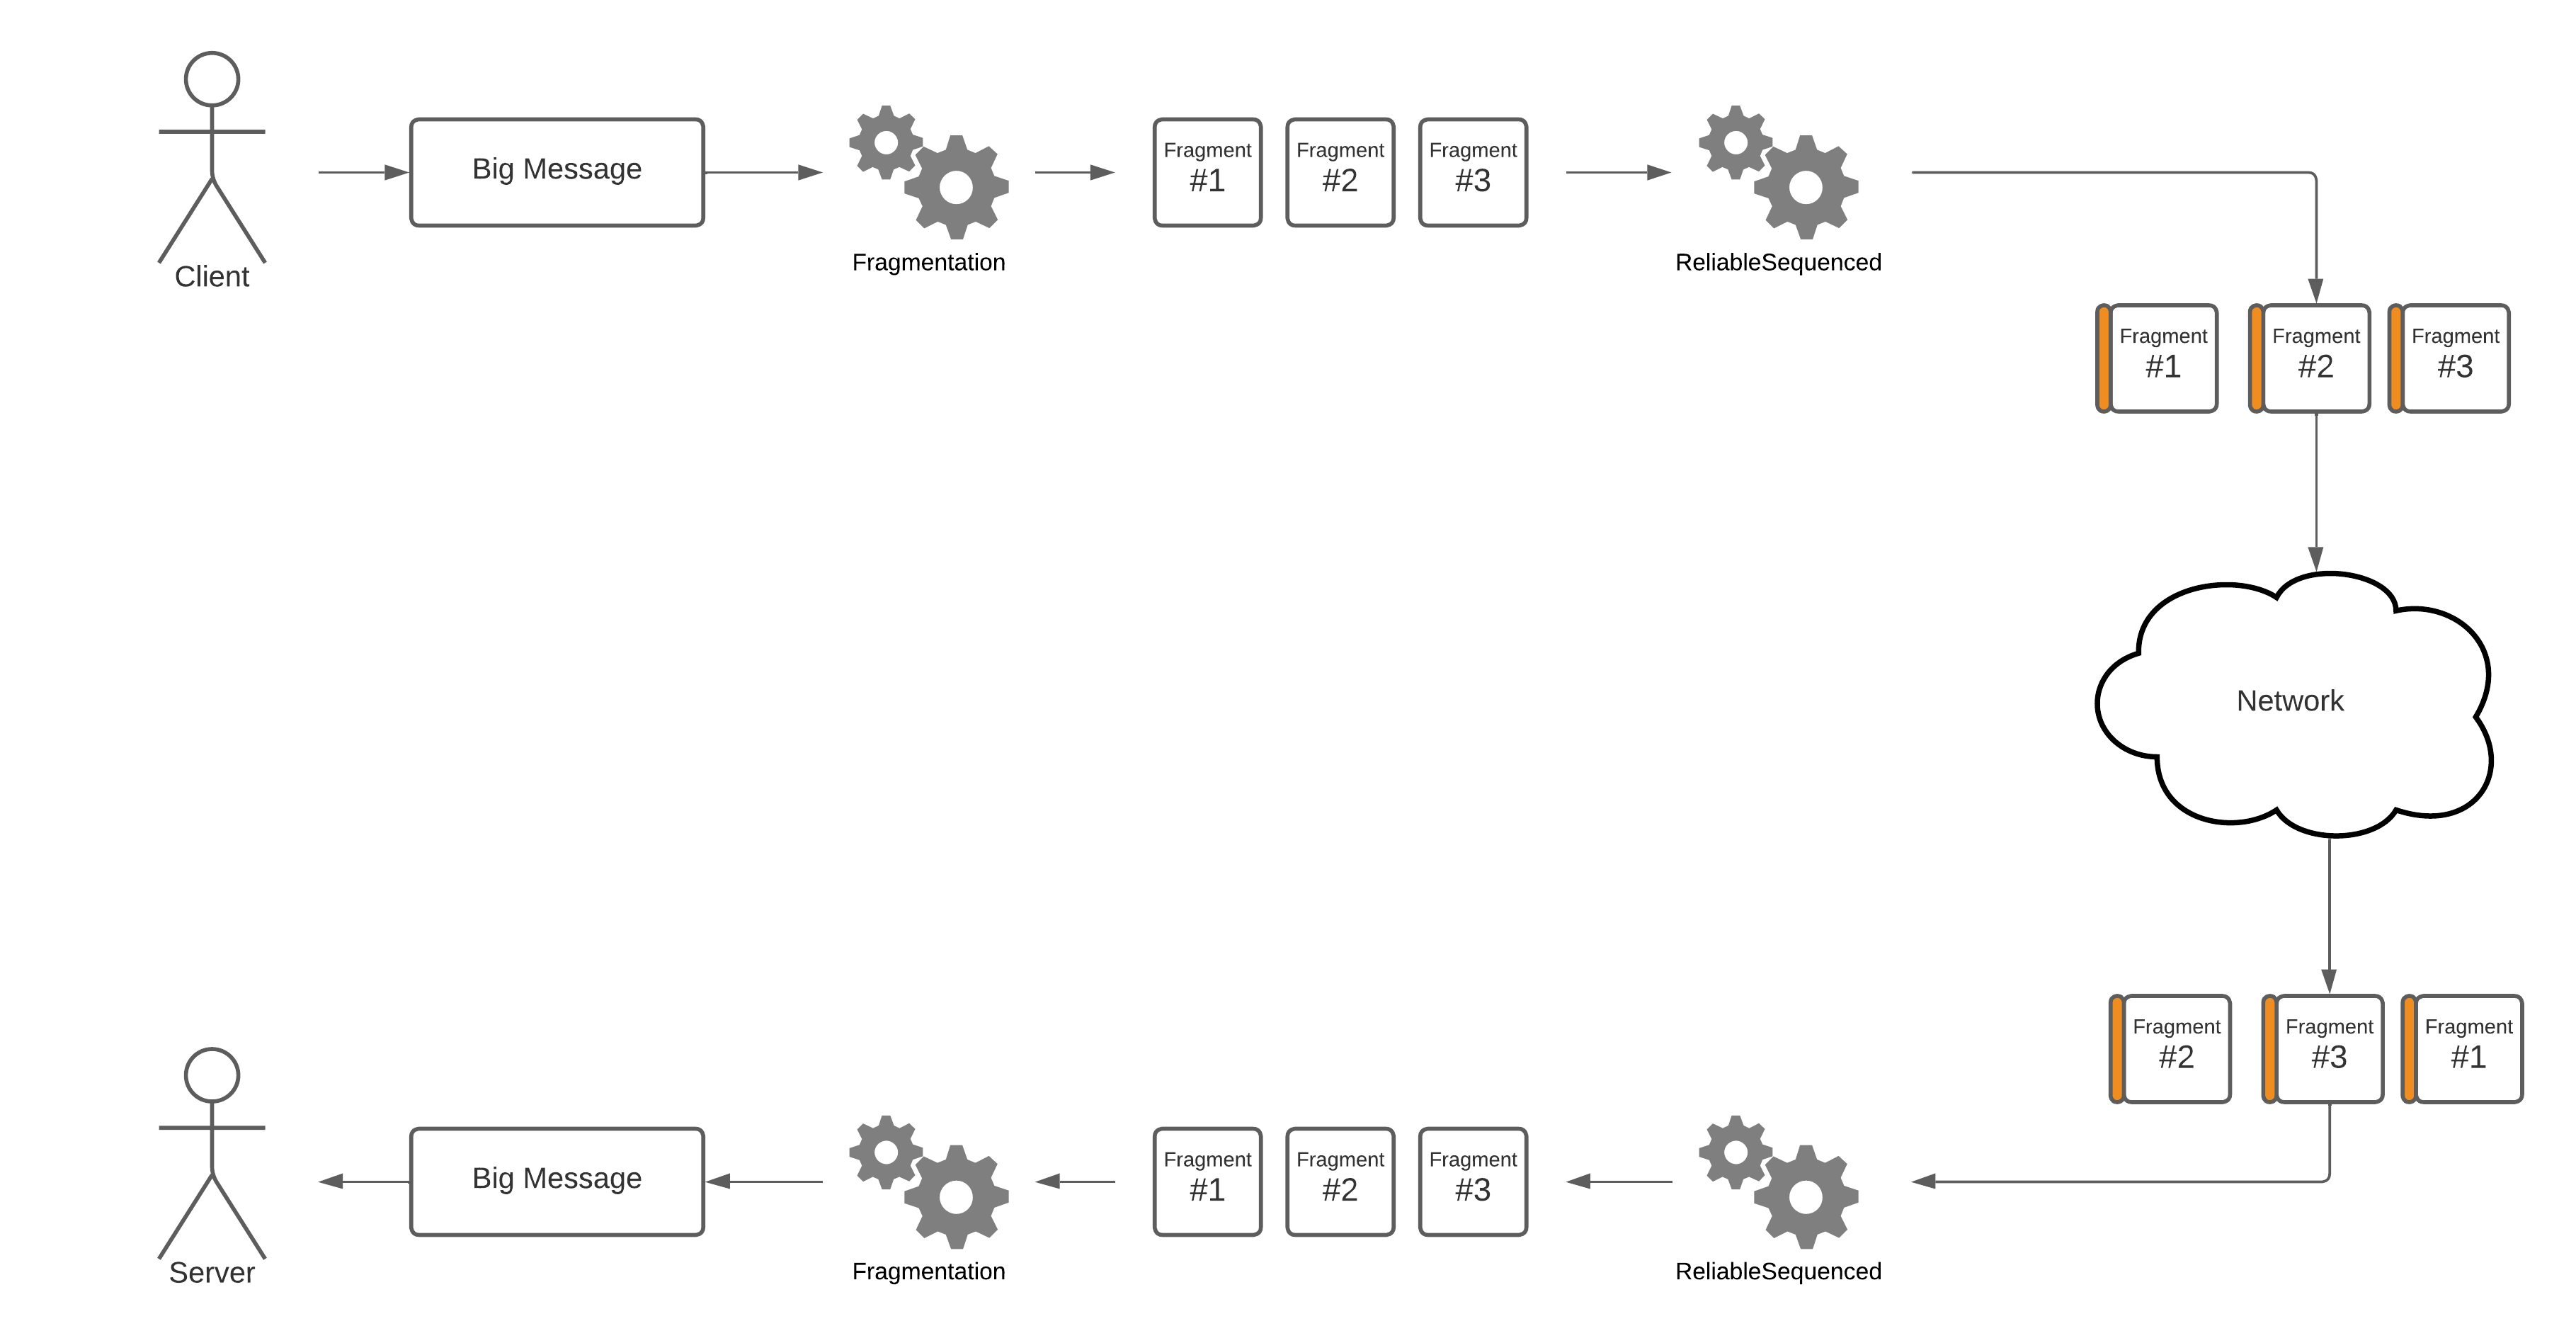 Client
Big Message
Fragmentation
Fragment
#1
Fragment
#2
Fragment
#3
ReliableSequenced
Fragment
#1
Fragment
#2
Fragment
#3
Network
Fragment
#2
Fragment
#3
Fragment
#1
ReliableSequenced
Fragment
#1
Fragment
#2
Fragment
#3
Fragmentation
Big Message
Server